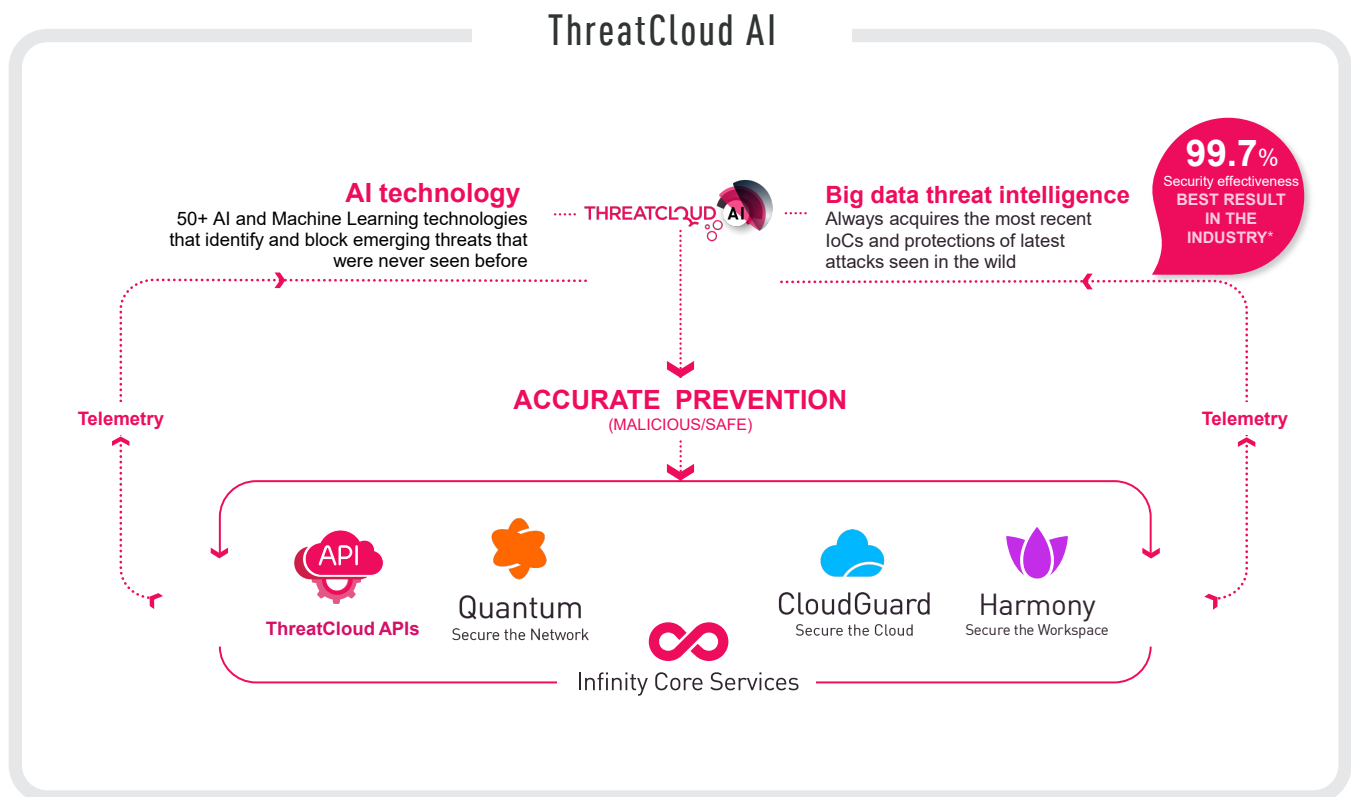 ThreatCloud AI
AI technology
50+ AI and Machine Learning technologies
that identify and block emerging threats that
were never seen before
THREATCLOUD AI
Big data threat intelligence
Always acquires the most recent
IoCs and protections of latest
attacks seen in the wild
99.7%
Security effectiveness
BEST RESULT
IN THE
INDUSTRY*
Telemetry
ACCURATE PREVENTION
(MALICIOUS/SAFE)
Telemetry
API
ThreatCloud APIs
Quantum
Secure the Network
CloudGuard
Secure the Cloud
Harmony
Secure the Workspace
Infinity Core Services